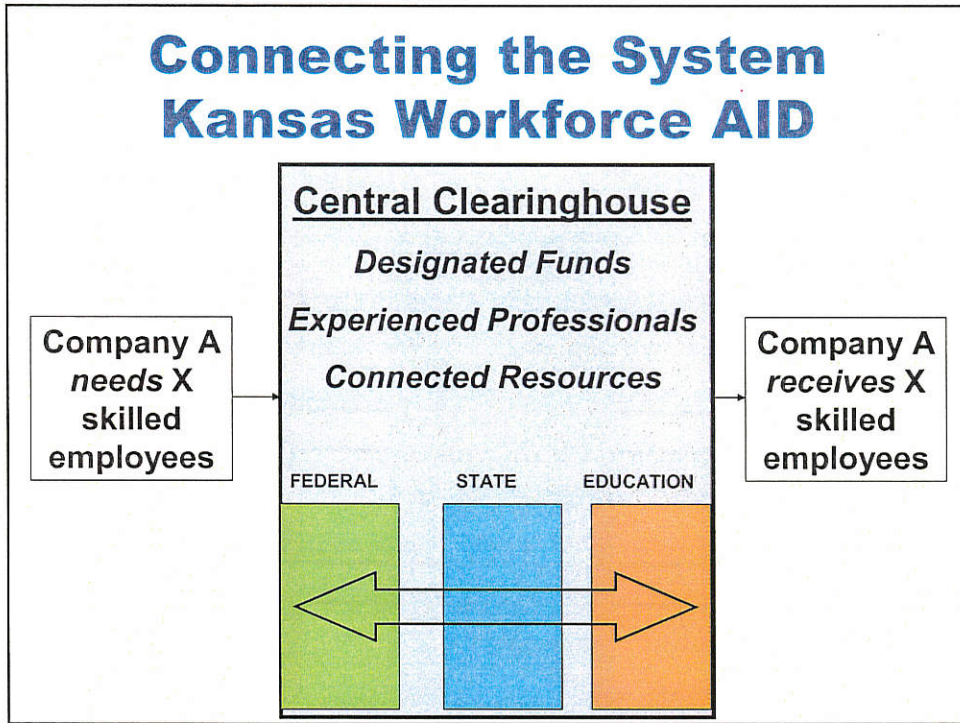 Connecting the System
Kansas Workforce AID
Company A
needs X
skilled
employees
Central Clearinghouse
Designated Funds
Experienced Professionals
Connected Resources
FEDERAL STATE EDUCATION
Company A
receives X
skilled
employees